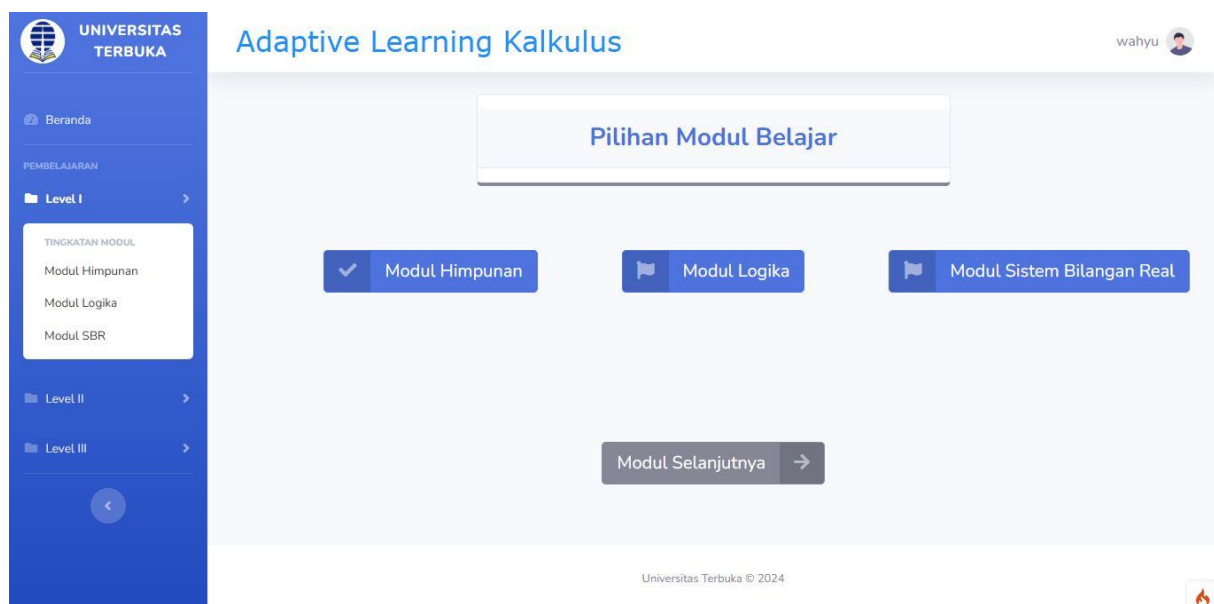 UNIVERSITAS
TERBUKA
Adaptive Learning Kalkulus
wahyu
Beranda
PEMBELAJARAN
Level I
TINGKATAN MODUL
Modul Himpunan
Modul Logika
Modul SBR
Level II
Level III
Pilihan Modul Belajar
Modul Himpunan
Modul Logika
Modul Sistem Bilangan Real
Modul Selanjutnya
Universitas Terbuka © 2024